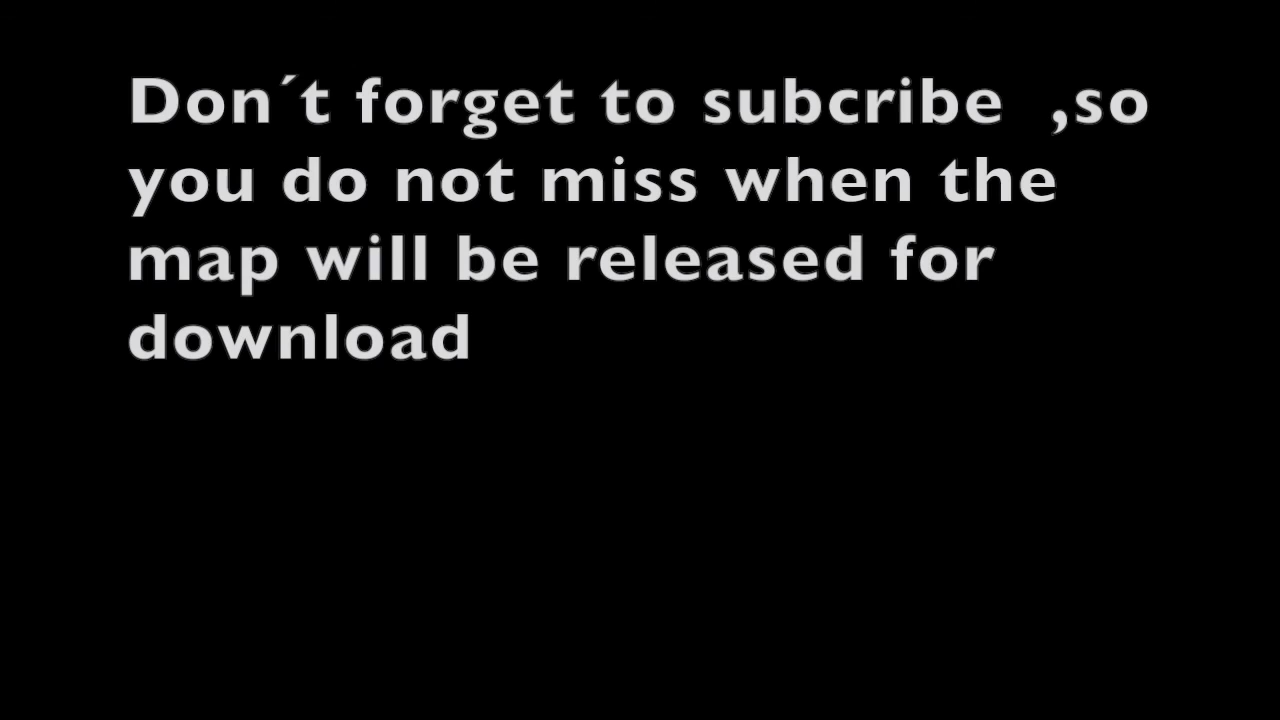 Don´t forget to subcribe  ,so
you do not miss when the
map will be released for
download